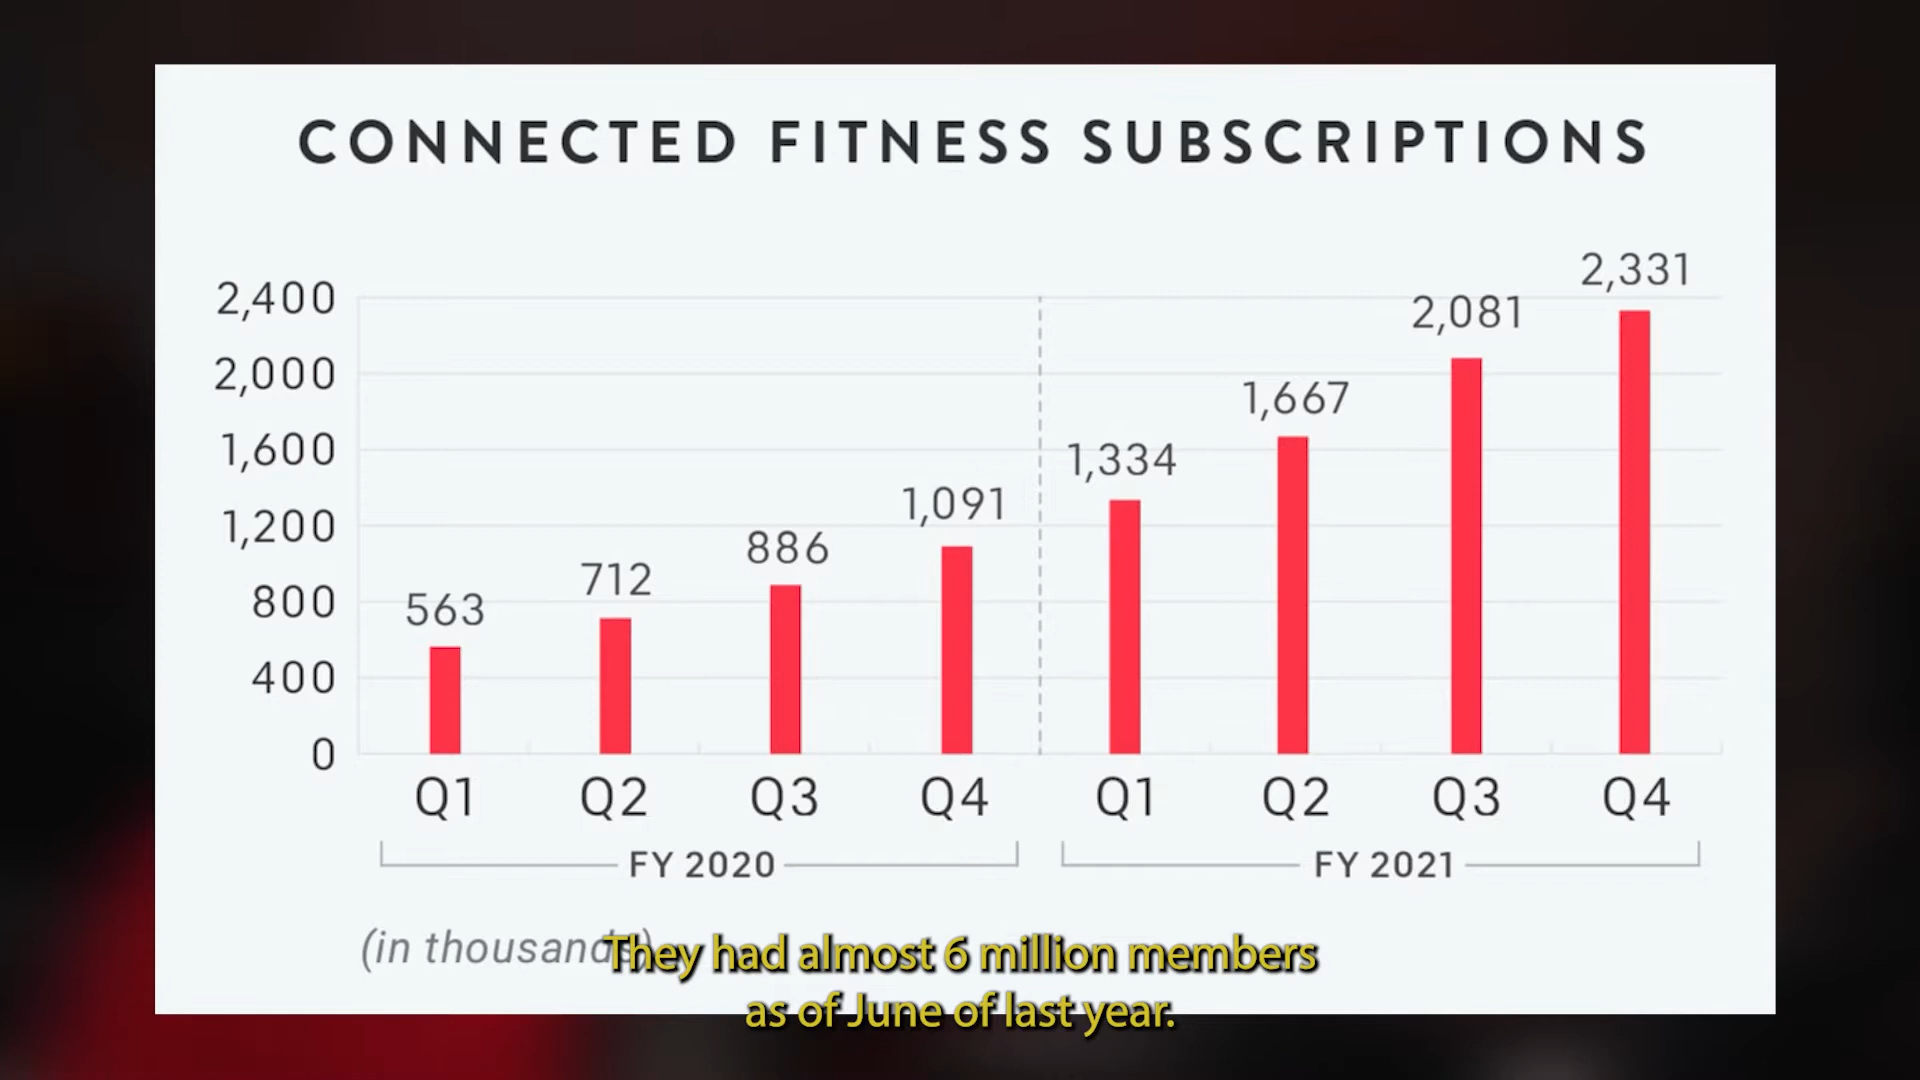 CONNECTED FITNESS SUBSCRIPTIONS
2,400
2,000
1,600
1,200
800
400
0
563
712
886
1,091
1,334
1,667
2,081
2,331
Q1 Q2 Q3 Q4 Q1 Q2 Q3 Q4
FY 2020 FY 2021
(in thousands)
They had almost 6 million members
as of June of last year.